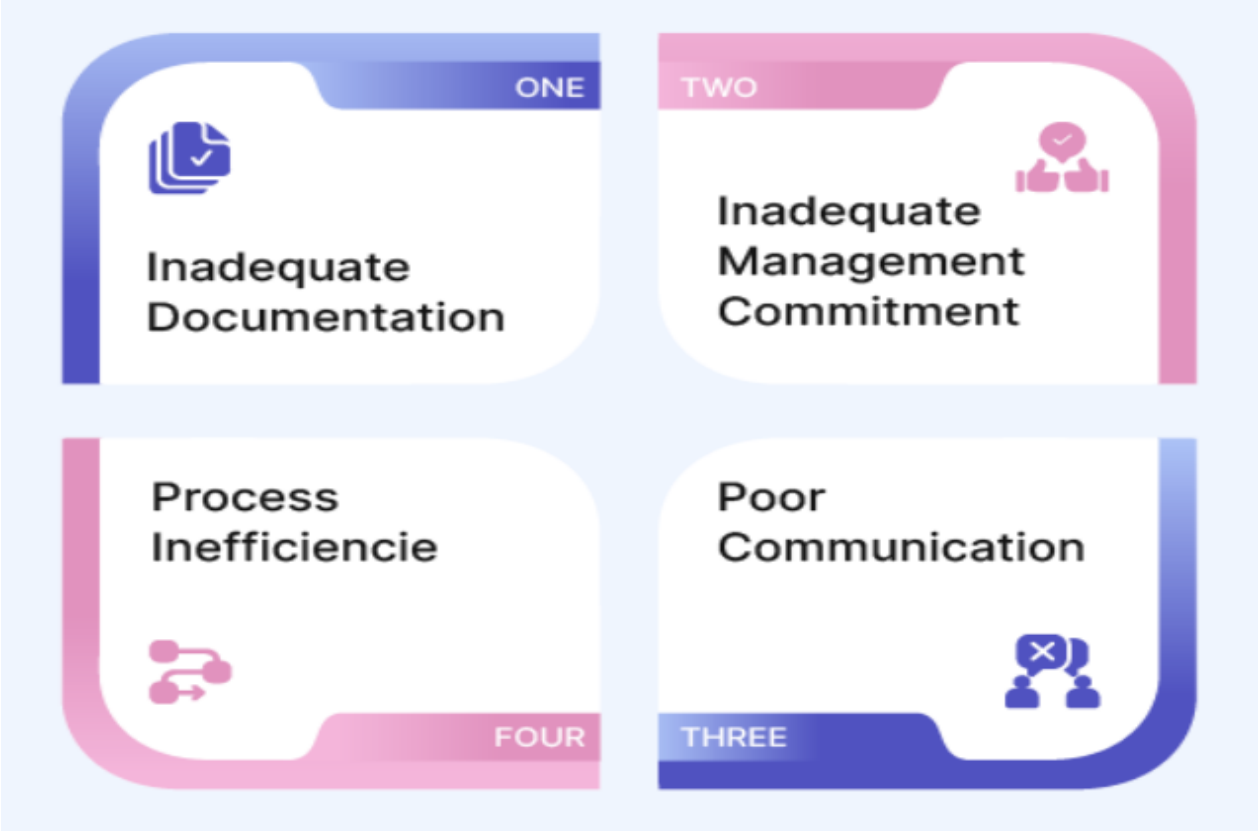 ONE
Inadequate
Documentation
TWO
Inadequate
Management
Commitment
Poor
Communication
THREE
Process
Inefficiencie
FOUR